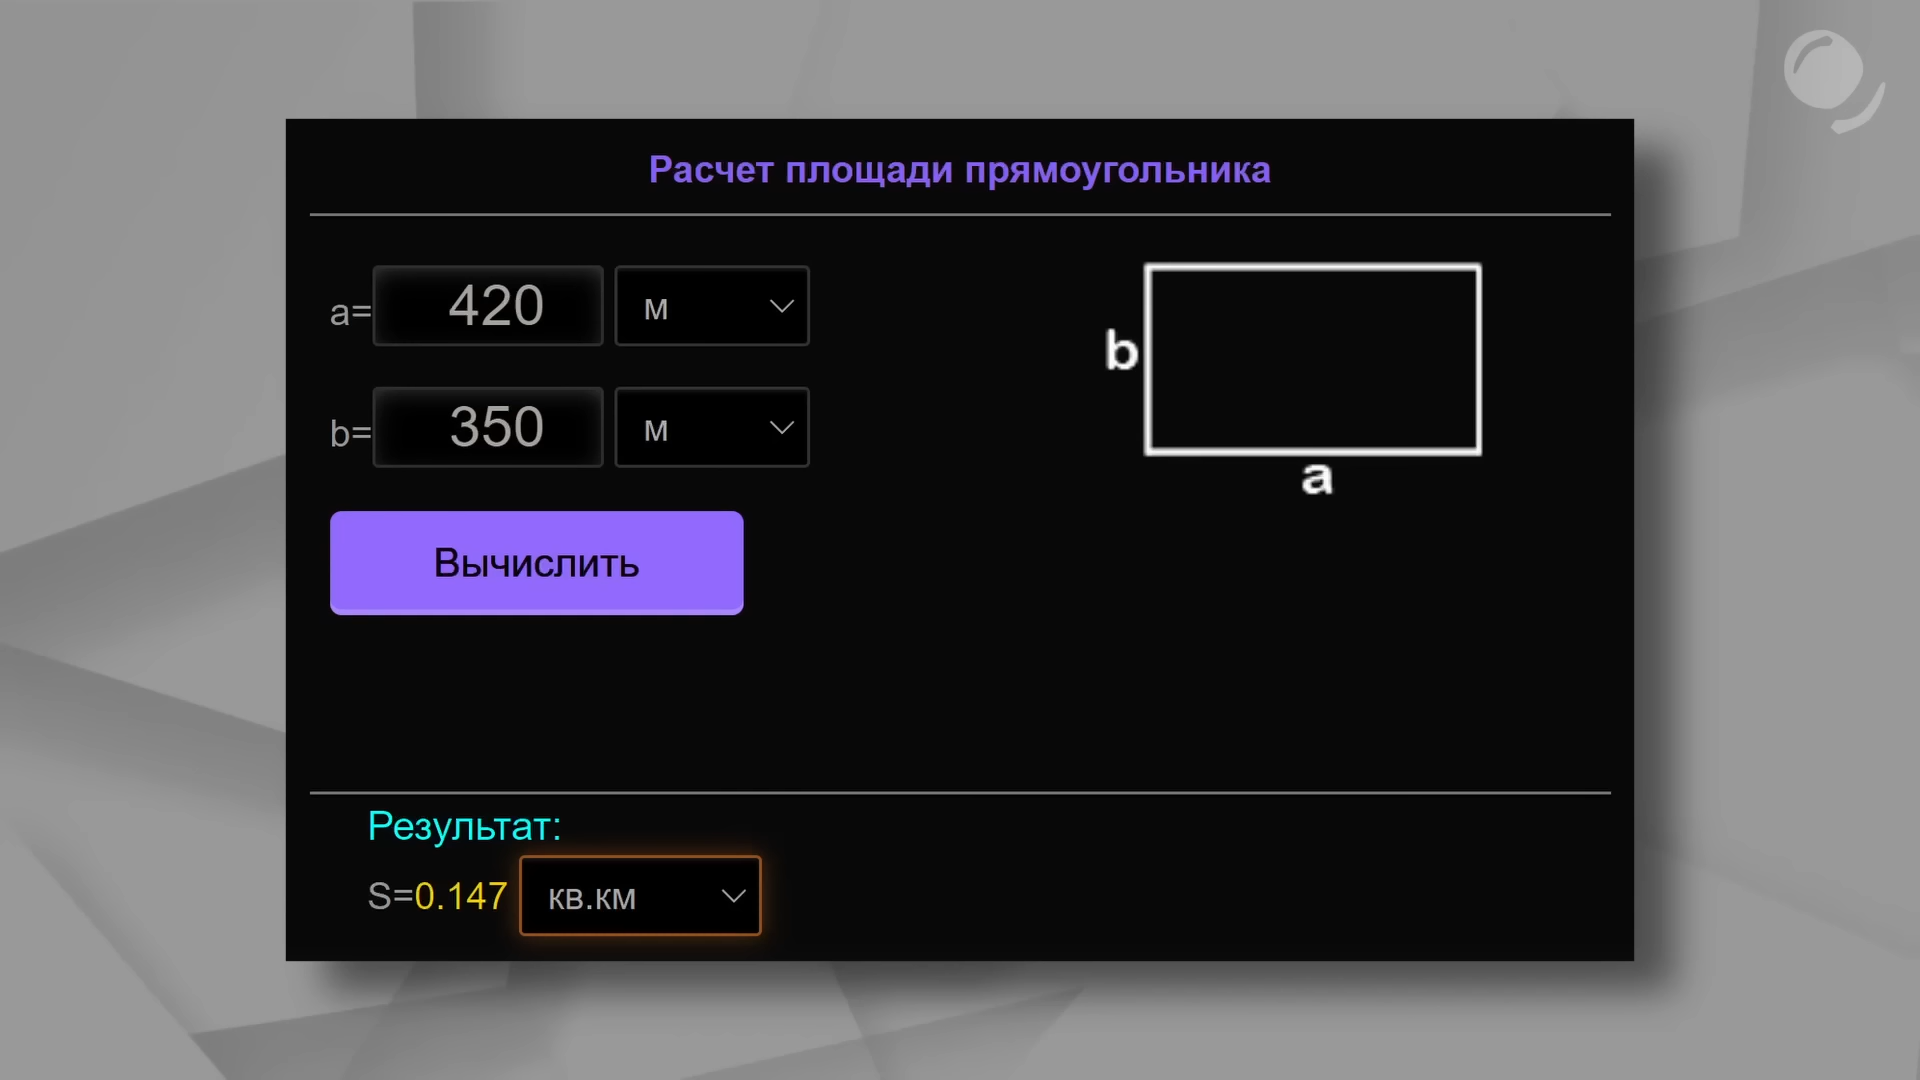 Расчет площади прямоугольника
a= 420 м
b= 350 м
b
a
Вычислить
Результат:
S=0.147 кв.км